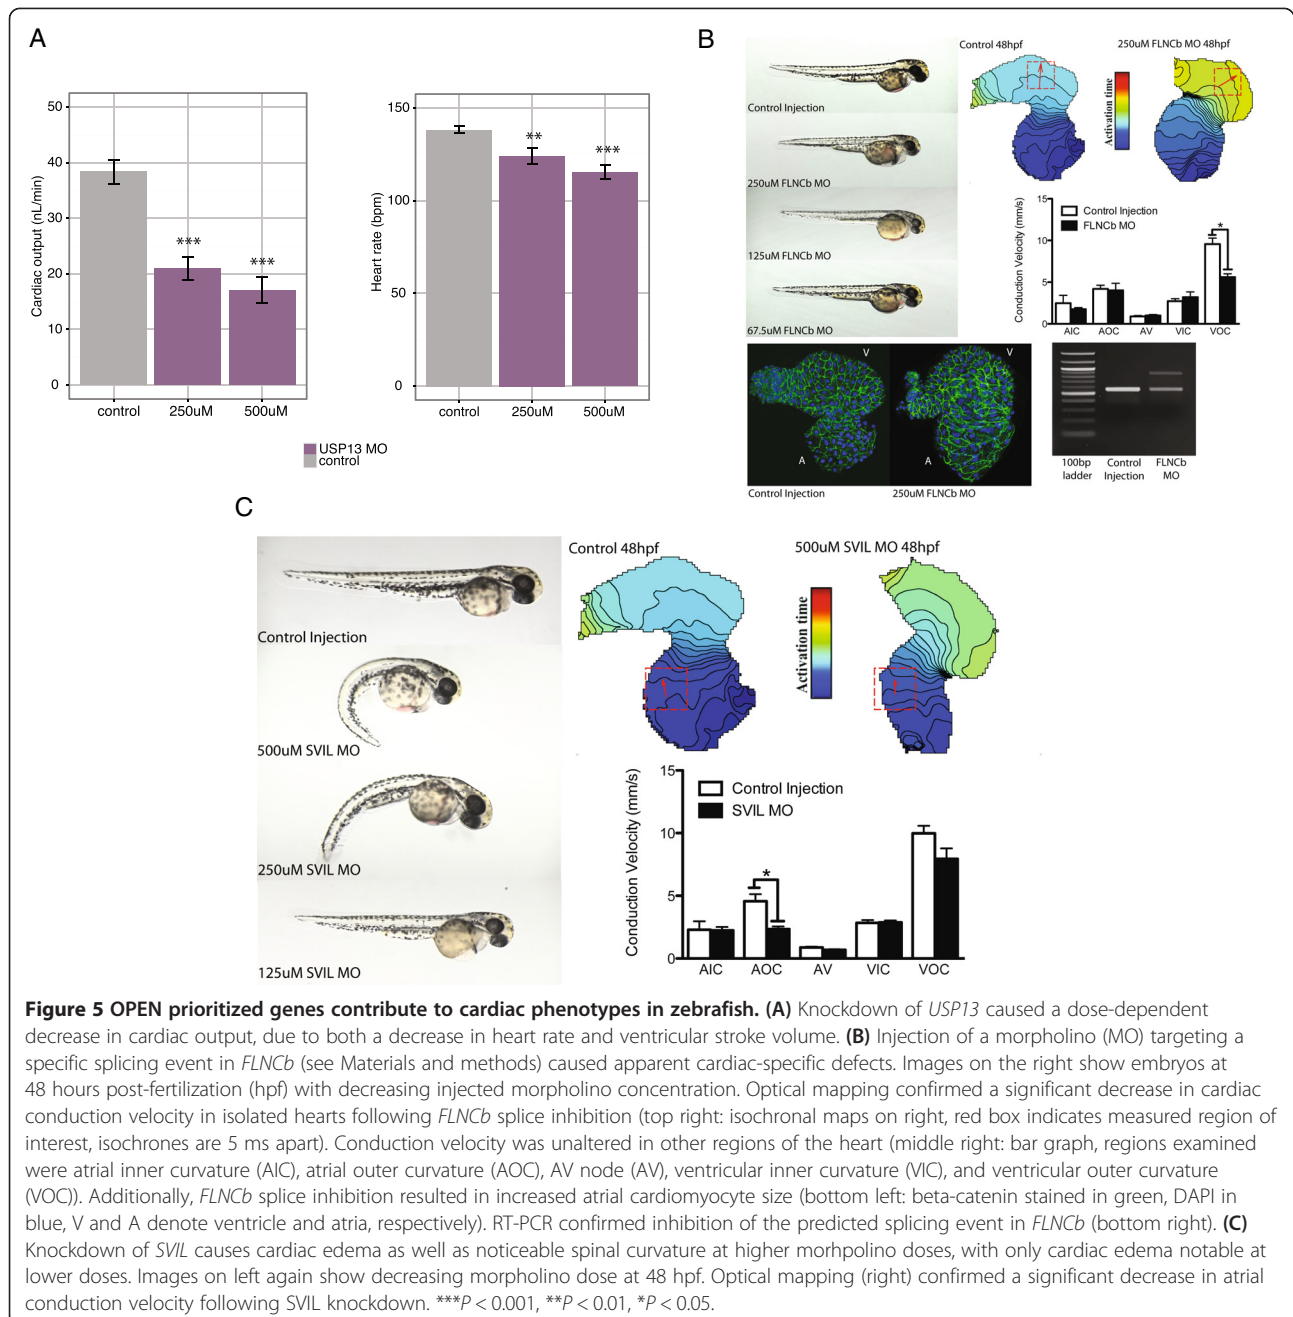 A
50
40
30
20
10
0
Cardiac output (nL/min)
***
***
control
250uM
500uM
150
100
50
0
Heart rate (bpm)
**
***
control
250uM
500uM
USP13 MO
control
B
Control Injection
250uM FLNCb MO
125uM FLNCb MO
67.5uM FLNCb MO
Control 48hpf
Activation time
250uM FLNCb MO 48hpf
Conduction Velocity (mm/s)
15
10
5
0
Control Injection
FLNCb MO
*
AIC
AOC
AV
VIC
VOC
V
A
Control Injection
V
A
250uM FLNCb MO
100bp
ladder
Control
Injection
FLNCb
MO
C
Control Injection
500uM SVIL MO
250uM SVIL MO
125uM SVIL MO
Control 48hpf
Activation time
500uM SVIL MO 48hpf
Conduction Velocity (mm/s)
15
10
5
0
Control Injection
SVIL MO
*
AIC
AOC
AV
VIC
VOC
Figure 5 OPEN prioritized genes contribute to cardiac phenotypes in zebrafish. (A) Knockdown of USP13 caused a dose-dependent
decrease in cardiac output, due to both a decrease in heart rate and ventricular stroke volume. (B) Injection of a morpholino (MO) targeting a
specific splicing event in FLNCb (see Materials and methods) caused apparent cardiac-specific defects. Images on the right show embryos at
48 hours post-fertilization (hpf) with decreasing injected morpholino concentration. Optical mapping confirmed a significant decrease in cardiac
conduction velocity in isolated hearts following FLNCb splice inhibition (top right: isochronal maps on right, red box indicates measured region of
interest, isochrones are 5 ms apart). Conduction velocity was unaltered in other regions of the heart (middle right: bar graph, regions examined
were atrial inner curvature (AIC), atrial outer curvature (AOC), AV node (AV), ventricular inner curvature (VIC), and ventricular outer curvature
(VOC)). Additionally, FLNCb splice inhibition resulted in increased atrial cardiomyocyte size (bottom left: beta-catenin stained in green, DAPI in
blue, V and A denote ventricle and atria, respectively). RT-PCR confirmed inhibition of the predicted splicing event in FLNCb (bottom right). (C)
Knockdown of SVIL causes cardiac edema as well as noticeable spinal curvature at higher morhpolino doses, with only cardiac edema notable at
lower doses. Images on left again show decreasing morpholino dose at 48 hpf. Optical mapping (right) confirmed a significant decrease in atrial
conduction velocity following SVIL knockdown. ***P < 0.001, **P < 0.01, *P < 0.05.